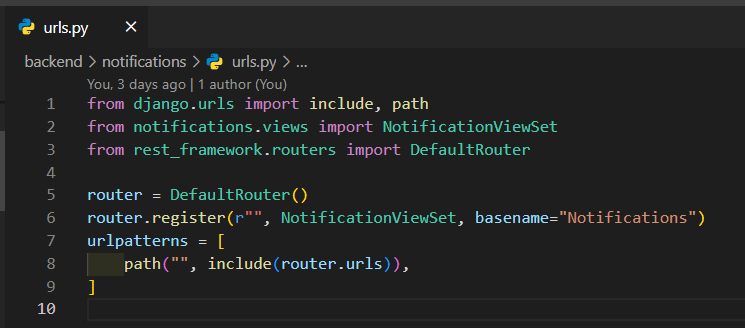 urls.py ×
backend > notifications > urls.py > ...
You, 3 days ago | 1 author (You)
1 from django.urls import include, path
2 from notifications.views import NotificationViewSet
3 from rest_framework.routers import DefaultRouter
4
5 router = DefaultRouter()
6 router.register(r"", NotificationViewSet, basename="Notifications")
7 urlpatterns = [
8     path("", include(router.urls)),
9 ]
10